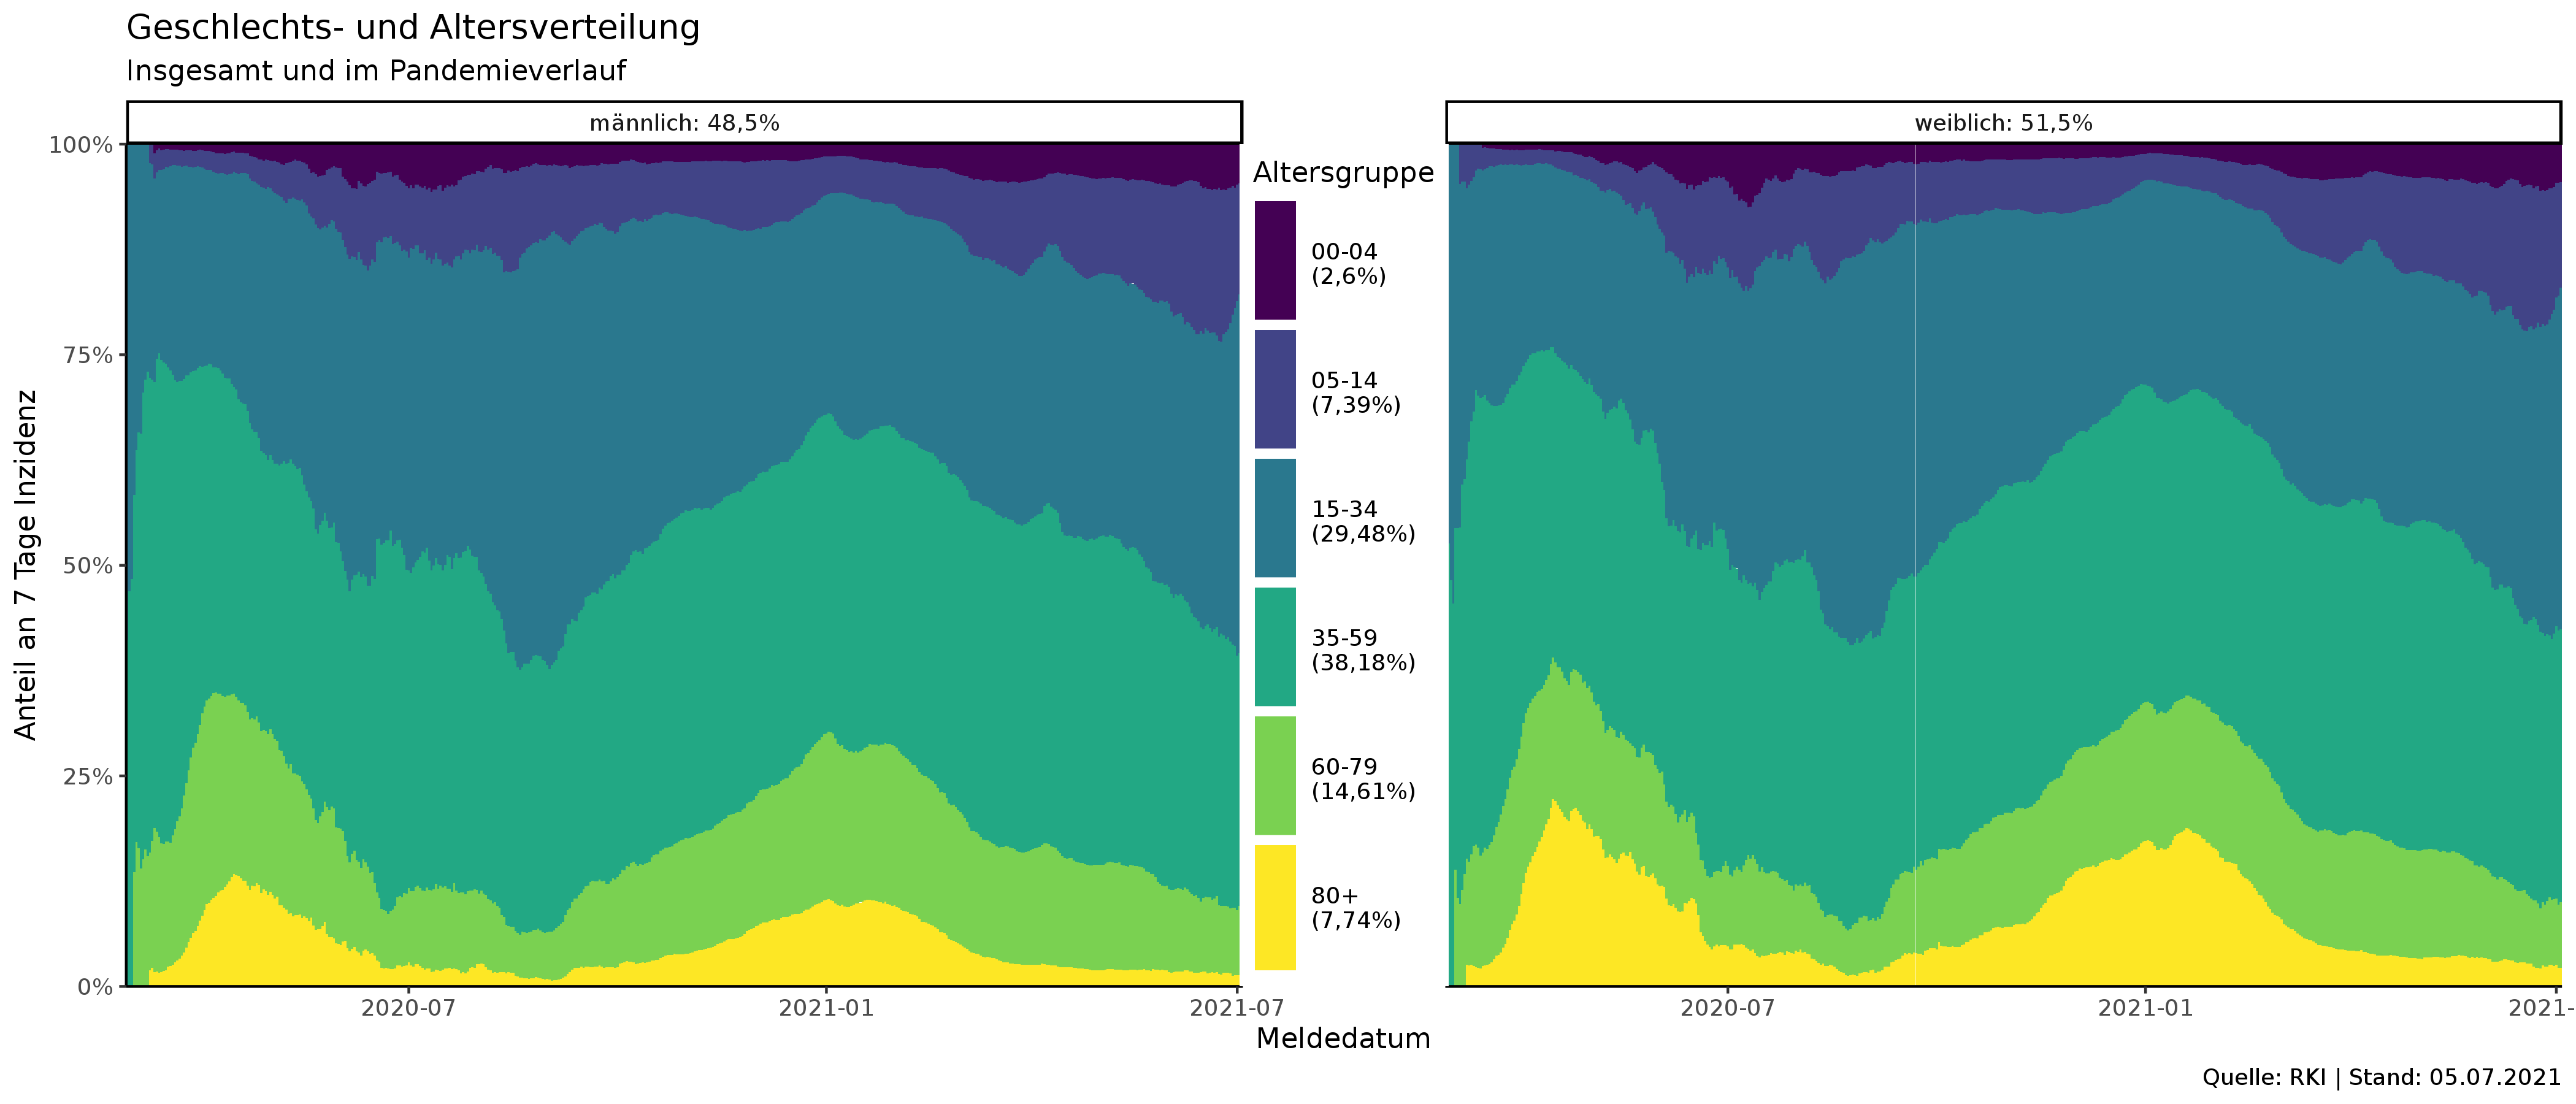 Geschlechts- und Altersverteilung
Insgesamt und im Pandemieverlauf
männlich: 48,5%
weiblich: 51,5%
Anteil an 7 Tage Inzidenz
100%
75%
50%
25%
0%
Altersgruppe
00-04
(2,6%)
05-14
(7,39%)
15-34
(29,48%)
35-59
(38,18%)
60-79
(14,61%)
80+
(7,74%)
2020-07
2021-01
2021-07
2020-07
2021-01
2021-
Meldedatum
Quelle: RKI | Stand: 05.07.2021